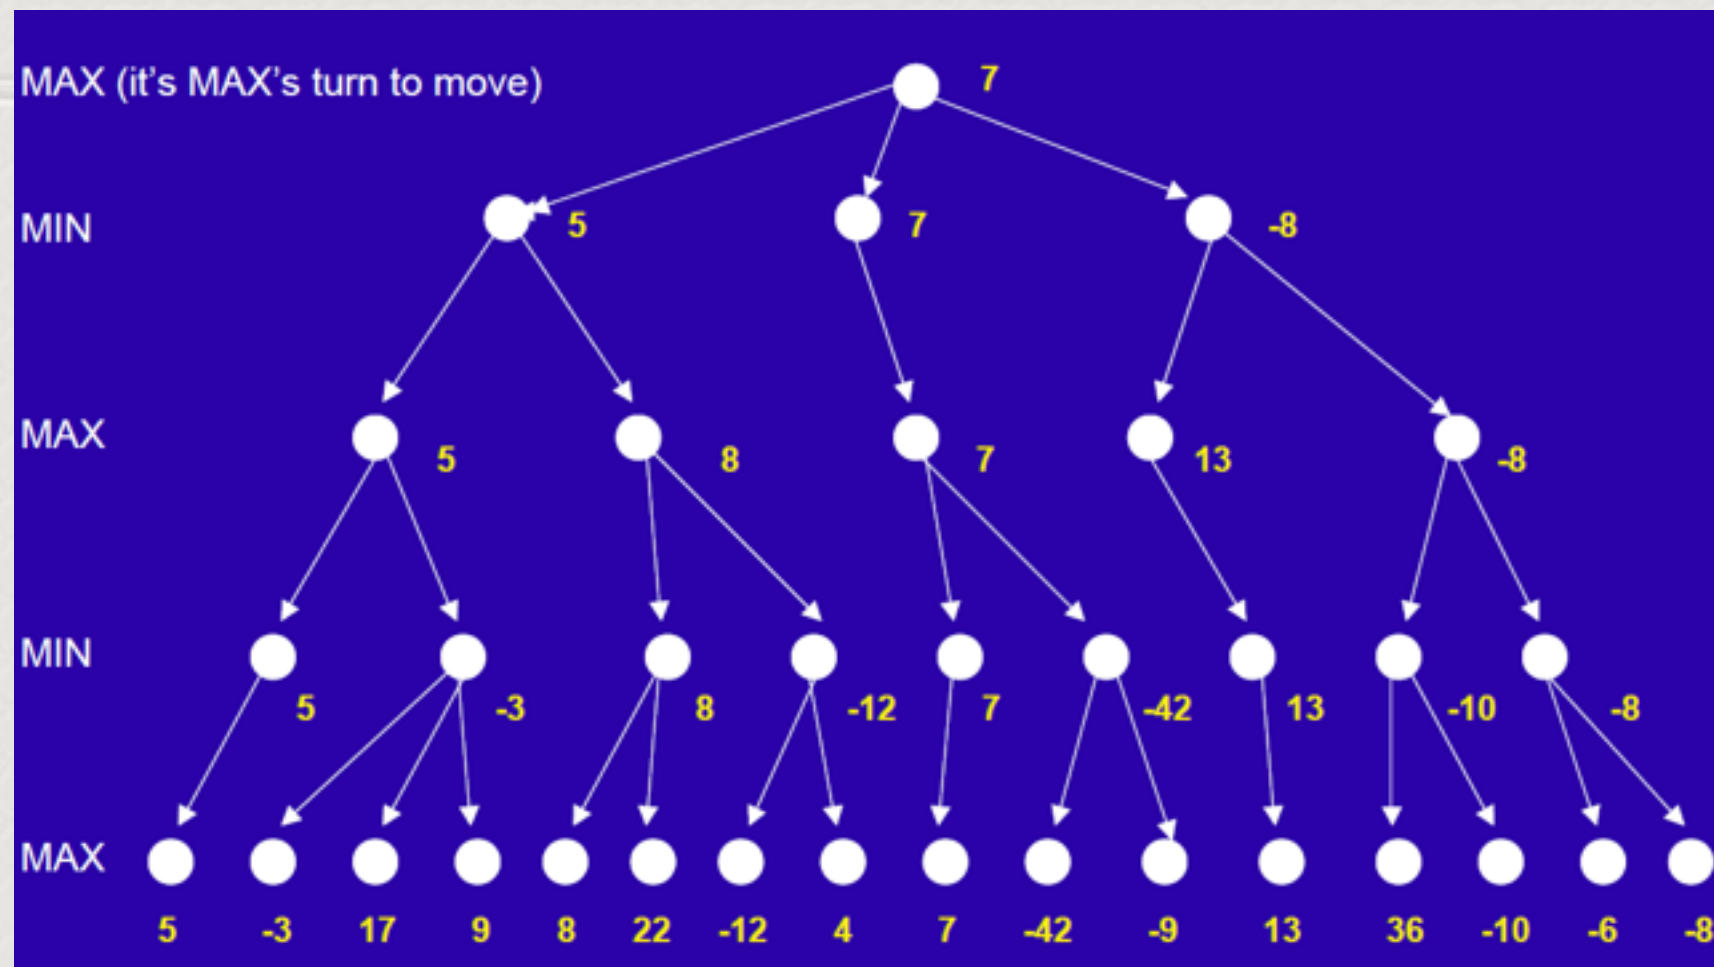 MAX (it's MAX's turn to move) 7
MIN 5 7 -8
MAX 5 8 7 13 -8
MIN 5 -3 8 -12 7 -42 13 -10 -8
MAX
5 -3 17 9 8 22 -12 4 7 -42 -9 13 36 -10 -6 -8